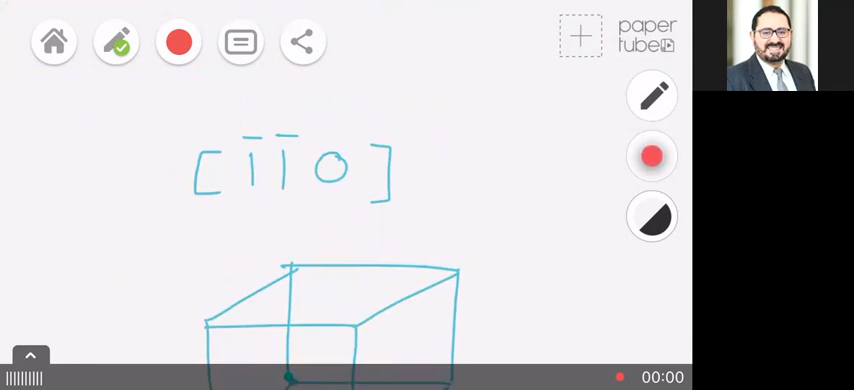 paper
tube
[ 1̅ 1̅ 0 ]
00:00